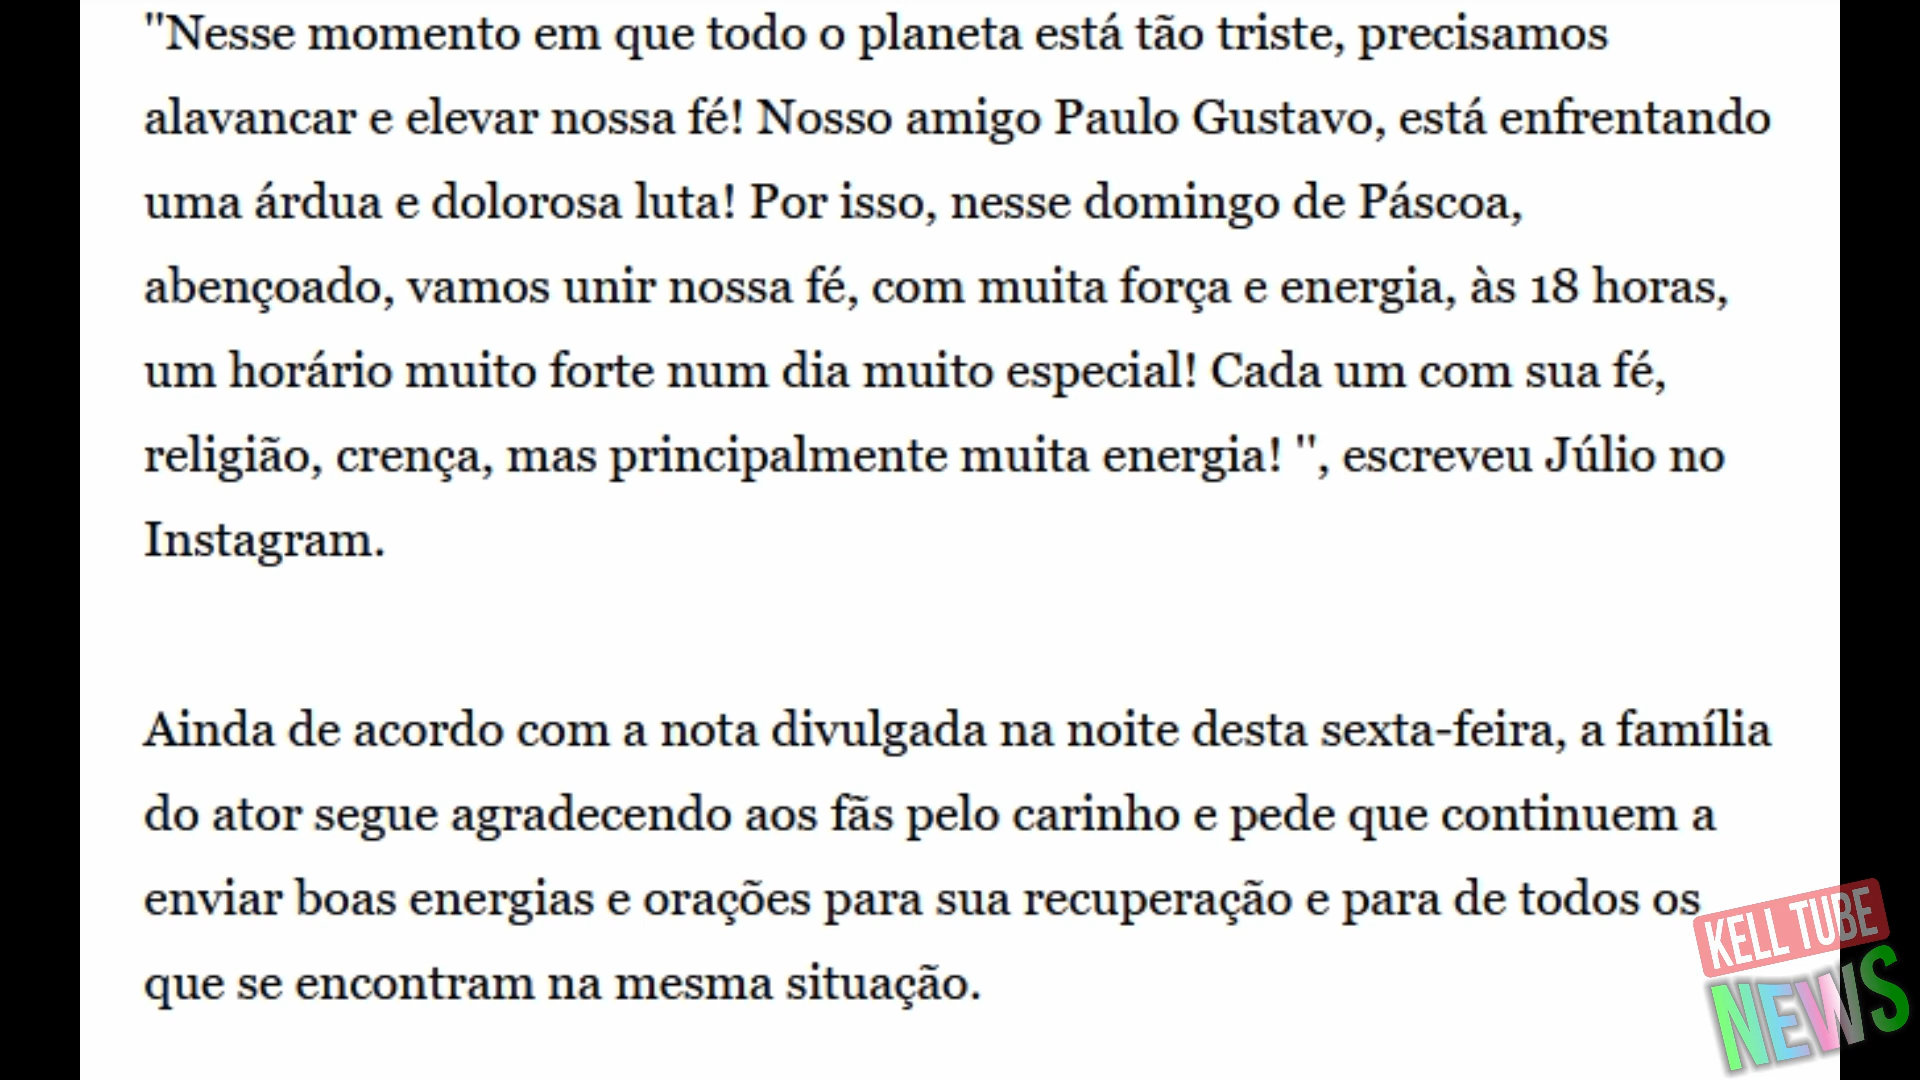 "Nesse momento em que todo o planeta está tão triste, precisamos
alavancar e elevar nossa fé! Nosso amigo Paulo Gustavo, está enfrentando
uma árdua e dolorosa luta! Por isso, nesse domingo de Páscoa,
abençoado, vamos unir nossa fé, com muita força e energia, às 18 horas,
um horário muito forte num dia muito especial! Cada um com sua fé,
religião, crença, mas principalmente muita energia! ", escreveu Júlio no
Instagram.
Ainda de acordo com a nota divulgada na noite desta sexta-feira, a família
do ator segue agradecendo aos fãs pelo carinho e pede que continuem a
enviar boas energias e orações para sua recuperação e para de todos os
que se encontram na mesma situação.
KELL TUBE
NEWS